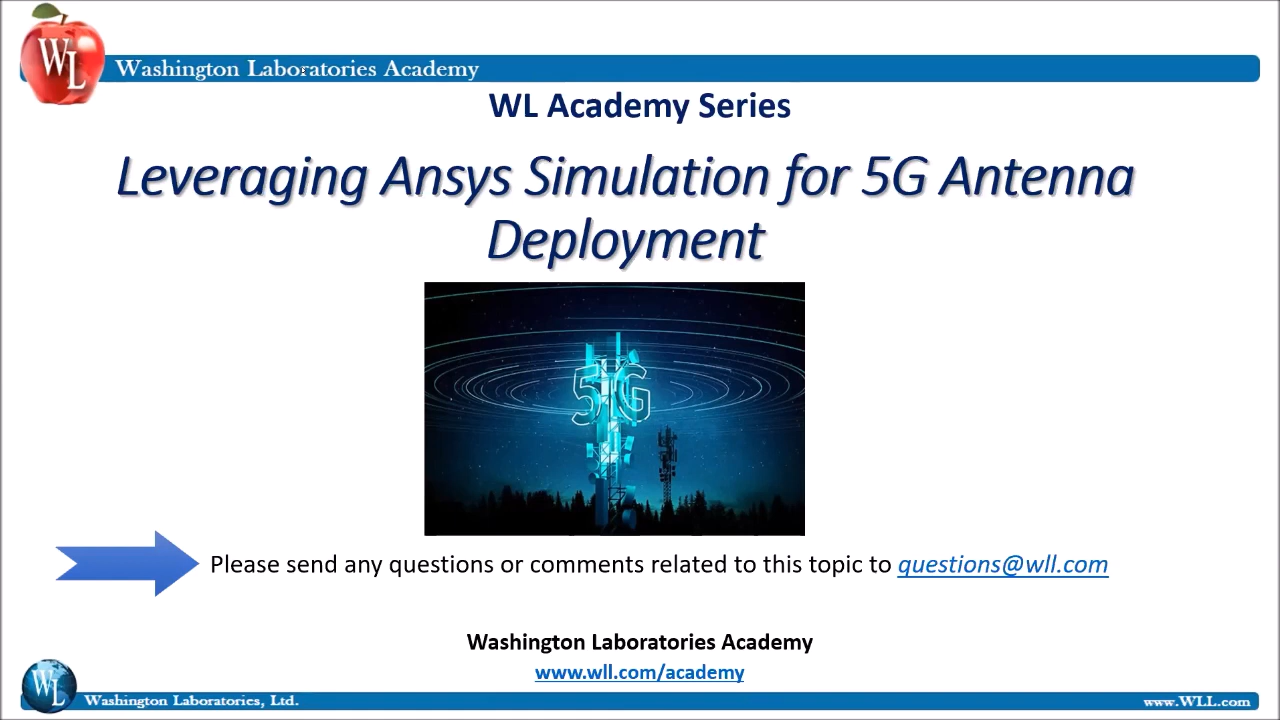 WL
Washington Laboratories Academy
WL Academy Series
Leveraging Ansys Simulation for 5G Antenna
Deployment
5G
Please send any questions or comments related to this topic to questions@wll.com
Washington Laboratories Academy
www.wll.com/academy
WL
Washington Laboratories, Ltd.
www.WLL.com